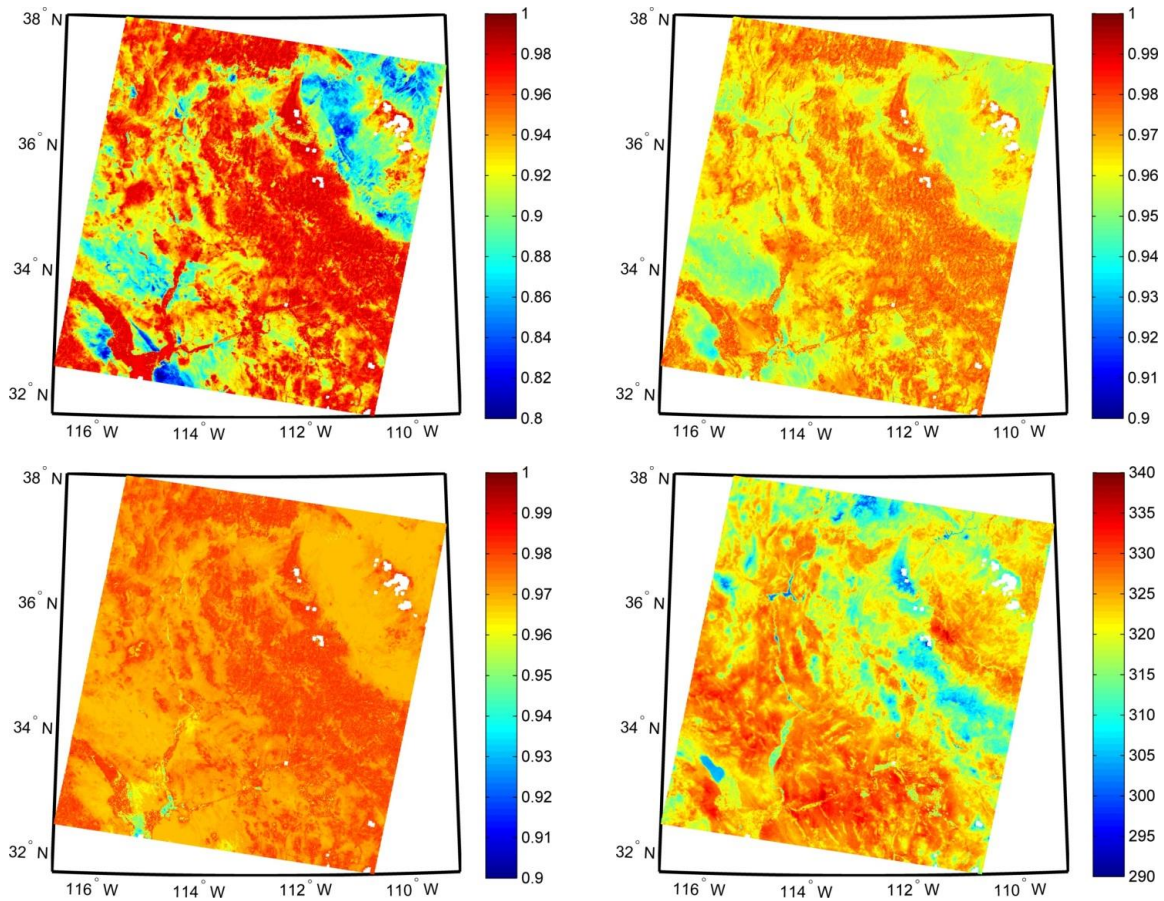 38° N
36° N
34° N
32° N
116° W
114° W
112° W
110° W
1
0.98
0.96
0.94
0.92
0.9
0.88
0.86
0.84
0.82
0.8
38° N
36° N
34° N
32° N
116° W
114° W
112° W
110° W
1
0.99
0.98
0.97
0.96
0.95
0.94
0.93
0.92
0.91
0.9
38° N
36° N
34° N
32° N
116° W
114° W
112° W
110° W
1
0.99
0.98
0.97
0.96
0.95
0.94
0.93
0.92
0.91
0.9
38° N
36° N
34° N
32° N
116° W
114° W
112° W
110° W
340
335
330
325
320
315
310
305
300
295
290